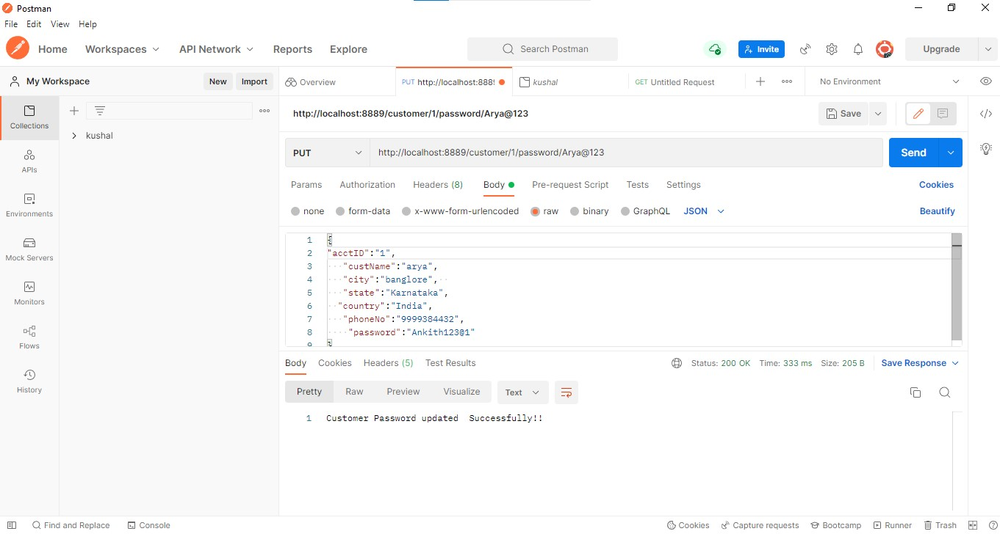 Postman
File Edit View Help
Home Workspaces API Network Reports Explore Search Postman Invite Upgrade
My Workspace New Import Overview PUT http://localhost:888 kushal GET Untitled Request No Environment
Collections
kushal
APIs
Environments
Mock Servers
Monitors
Flows
History
http://localhost:8889/customer/1/password/Arya@123 Save
PUT http://localhost:8889/customer/1/password/Arya@123 Send
Params Authorization Headers (8) Body Pre-request Script Tests Settings Cookies
none form-data x-www-form-urlencoded raw binary GraphQL JSON Beautify
1 {
2 "acctID":"1",
3 "custName":"arya",
4 "city":"banglore",
5 "state":"Karnataka",
6 "country":"India",
7 "phoneNo":"9999384432",
8 "password":"Ankith123@1"
9 }
Body Cookies Headers (5) Test Results Status: 200 OK Time: 333 ms Size: 205 B Save Response
Pretty Raw Preview Visualize Text
1 Customer Password updated  Successfully!!
Find and Replace Console Cookies Capture requests Bootcamp Runner Trash